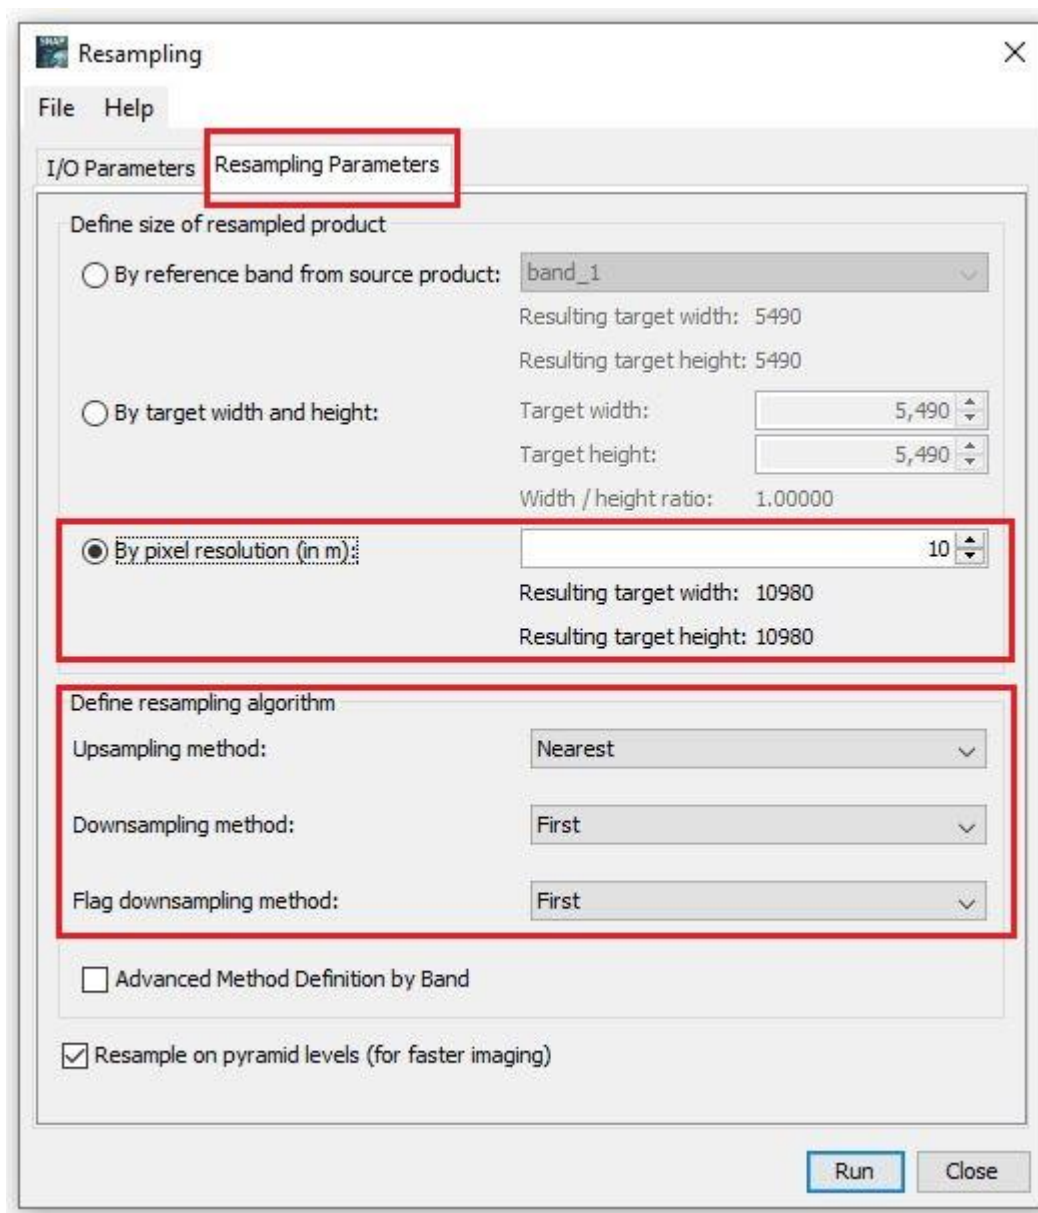 SNAP
Resampling
File Help
I/O Parameters Resampling Parameters
Define size of resampled product
By reference band from source product: band_1
Resulting target width: 5490
Resulting target height: 5490
By target width and height: Target width: 5,490
Target height: 5,490
Width / height ratio: 1.00000
By pixel resolution (in m): 10
Resulting target width: 10980
Resulting target height: 10980
Define resampling algorithm
Upsampling method: Nearest
Downsampling method: First
Flag downsampling method: First
Advanced Method Definition by Band
Resample on pyramid levels (for faster imaging)
Run Close